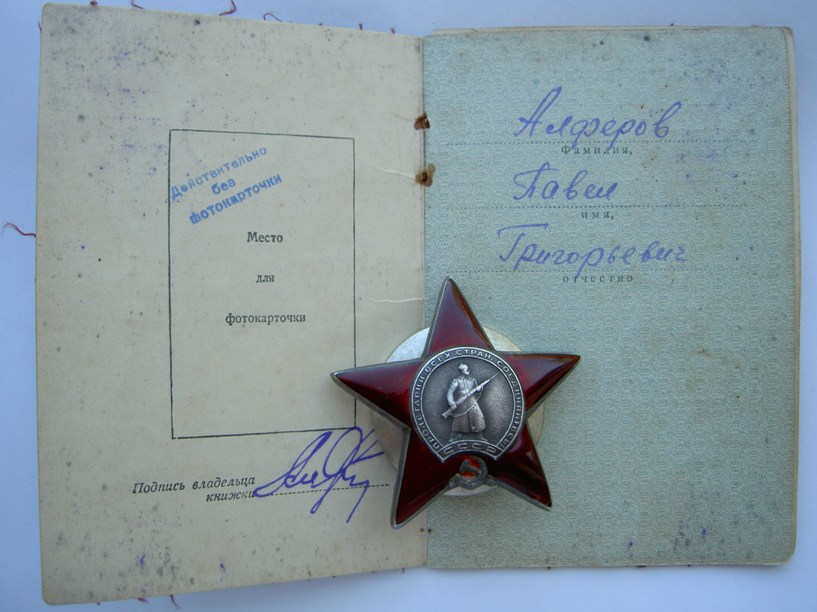 Действительно
без
фотокарточки
Место
для
фотокарточки
Подпись владельца
книжки
Алферов
Фамилия,
Павел
имя,
Григорьевич
отчество
ПРОЛЕТАРИИ ВСЕХ СТРАН, СОЕДИНЯЙТЕСЬ!
СССР